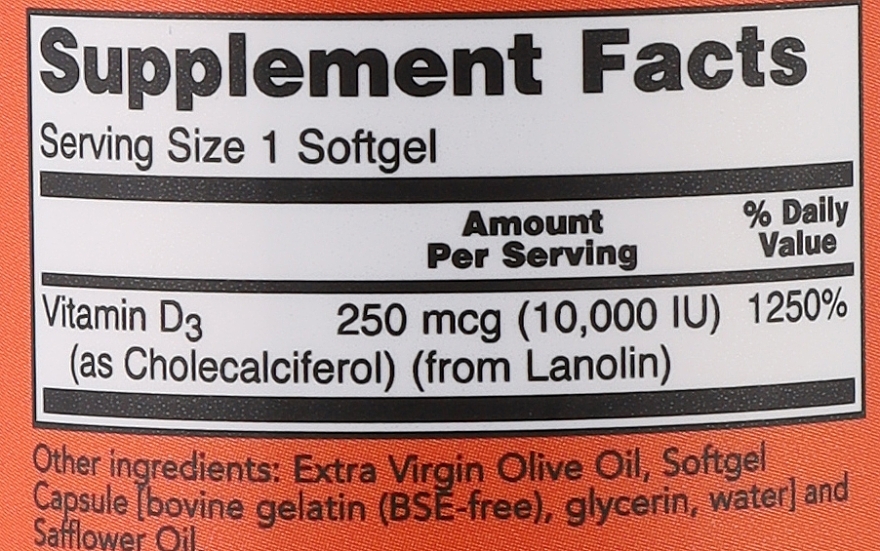 Supplement Facts
Serving Size 1 Softgel
Amount
Per Serving
% Daily
Value
Vitamin D3 250 mcg (10,000 IU) 1250%
(as Cholecalciferol) (from Lanolin)
Other ingredients: Extra Virgin Olive Oil, Softgel
Capsule [bovine gelatin (BSE-free), glycerin, water] and
Safflower Oil